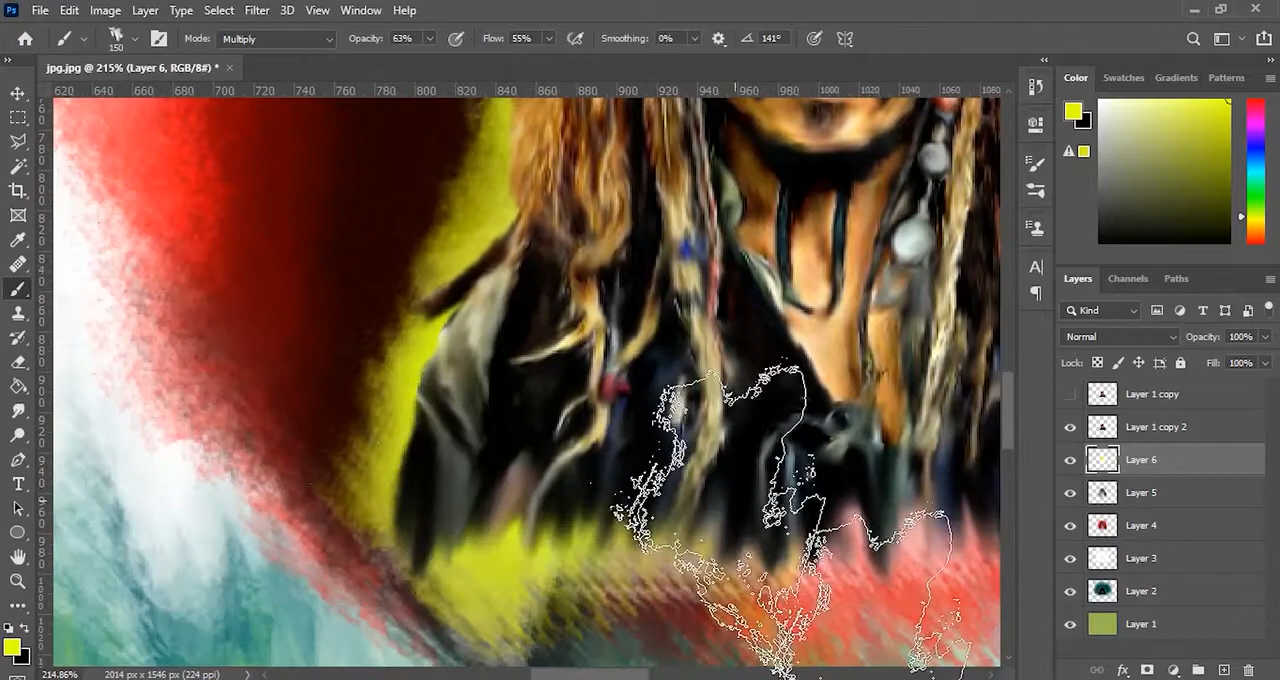 Ps File Edit Image Layer Type Select Filter 3D View Window Help
150 Mode: Multiply Opacity: 63% Flow: 55% Smoothing: 0% 141°
jpg.jpg @ 215% (Layer 6, RGB/8#) * ×
620 640 660 680 700 720 740 760 780 800 820 840 860 880 900 920 940 960 980 1000 1020 1040 1060 1080
Color Swatches Gradients Patterns
Layers Channels Paths
Kind
Normal Opacity: 100%
Lock: Fill: 100%
Layer 1 copy
Layer 1 copy 2
Layer 6
Layer 5
Layer 4
Layer 3
Layer 2
Layer 1
214.86% 2014 px x 1546 px (224 ppi)